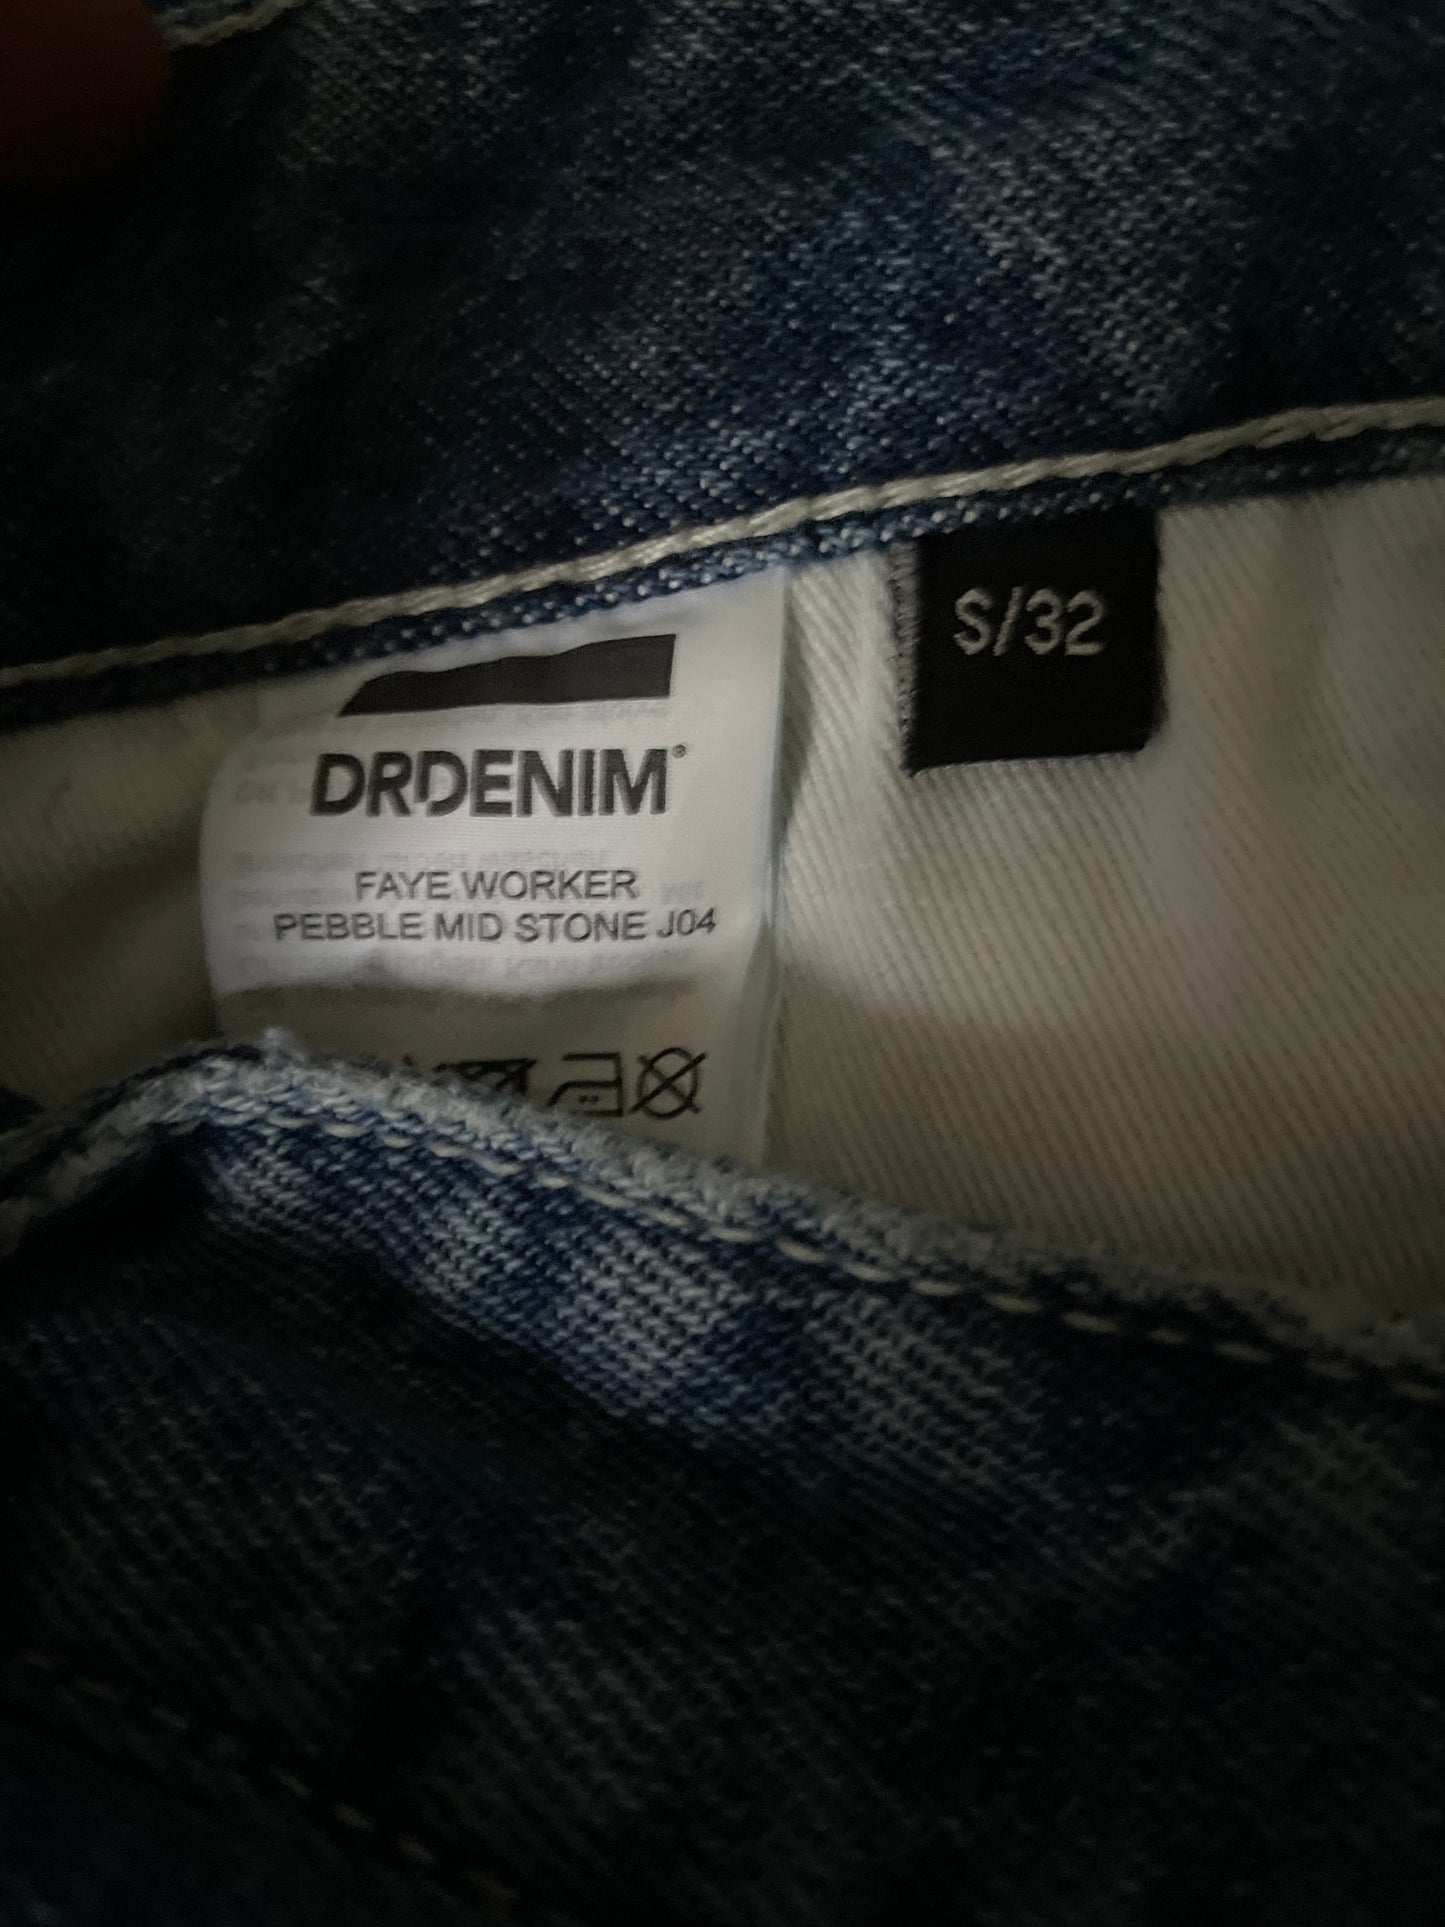 S/32
DRDENIM®
FAYE WORKER
PEBBLE MID STONE J04